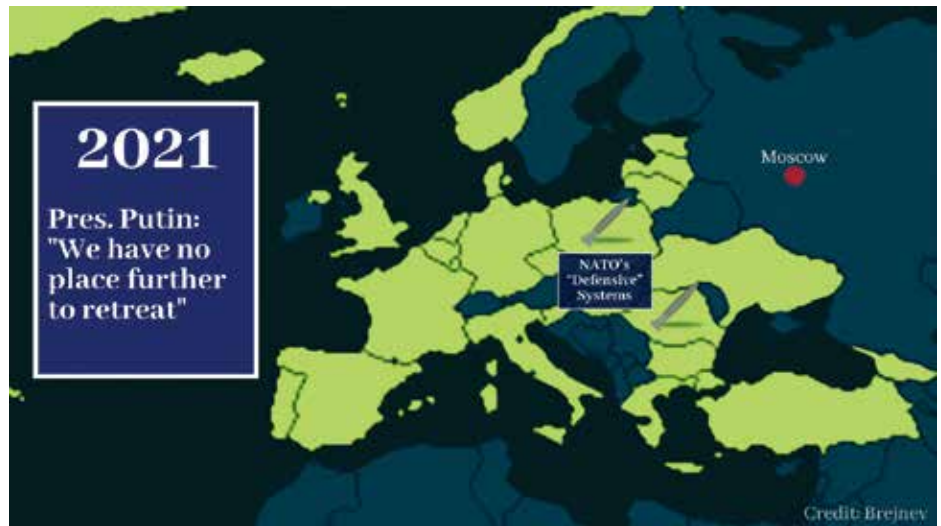 2021
Pres. Putin:
"We have no
place further
to retreat"
Moscow
NATO's
"Defensive"
Systems
Credit: Brejnev